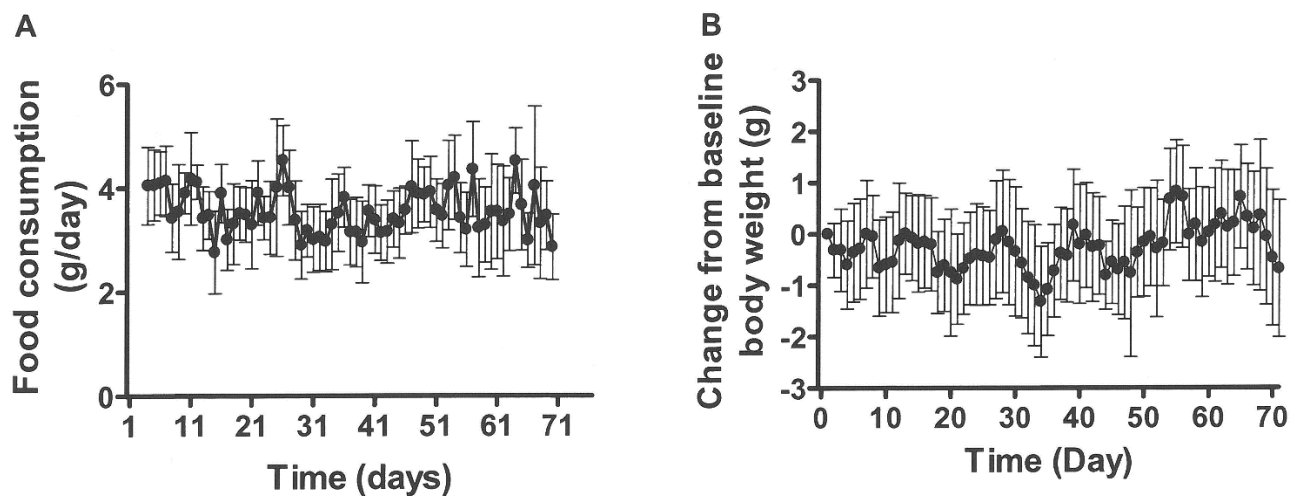 A
Food consumption
(g/day)
6
4
2
0
1 11 21 31 41 51 61 71
Time (days)
B
Change from baseline
body weight (g)
3
2
1
0
-1
-2
-3
0 10 20 30 40 50 60 70
Time (Day)